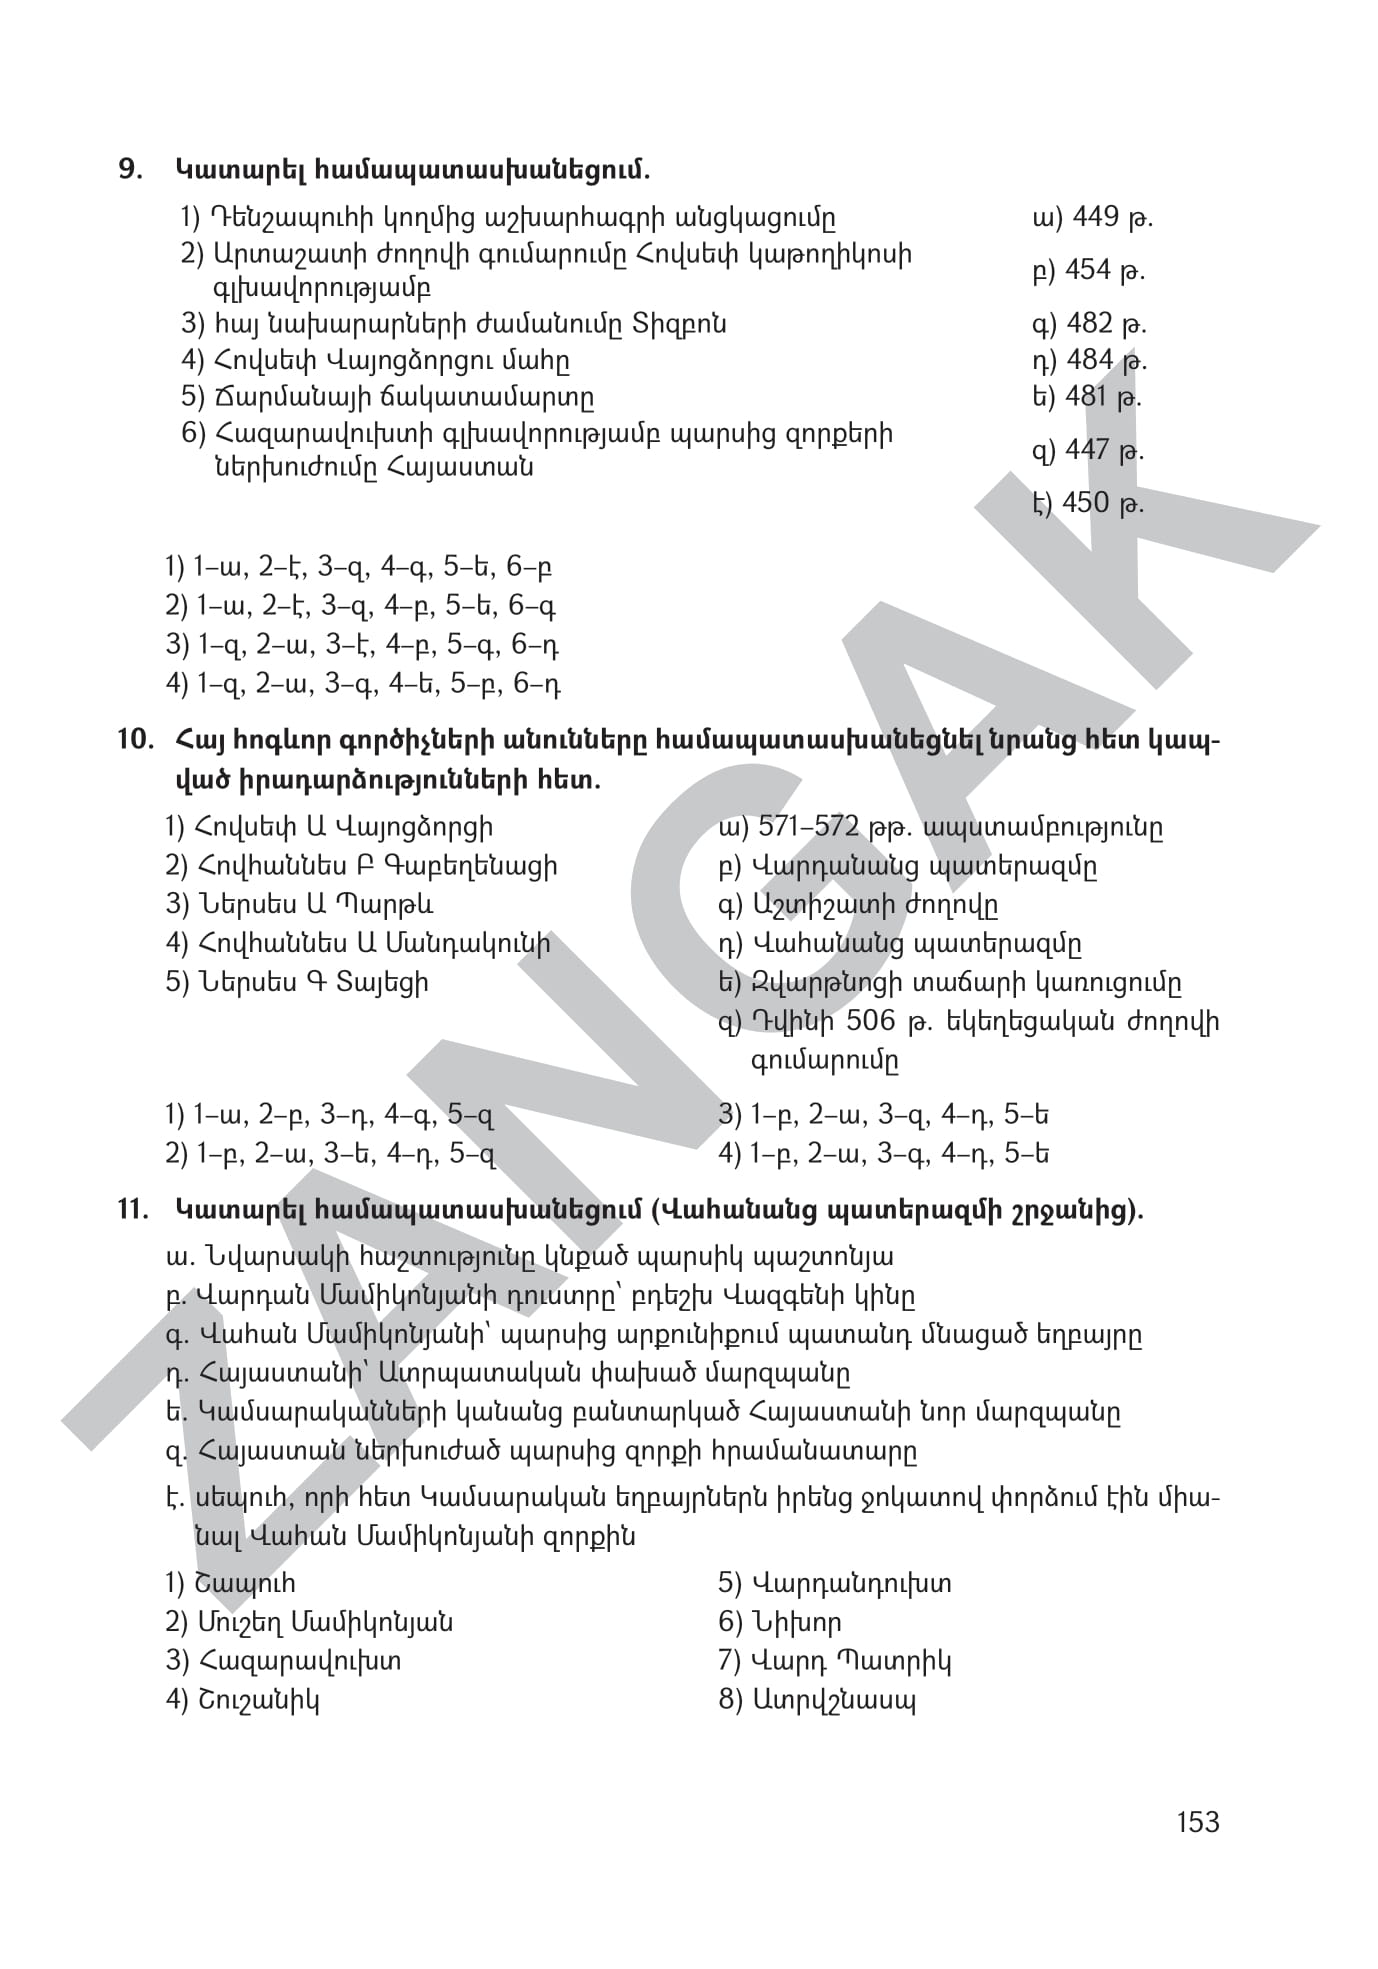 9. Կատարել համապատասխանեցում.
1) Դենշապուհի կողմից աշխարհագրի անցկացումը ա) 449 թ.
2) Արտաշատի ժողովի գումարումը Հովսեփ կաթողիկոսի
գլխավորությամբ բ) 454 թ.
3) հայ նախարարների ժամանումը Տիզբոն գ) 482 թ.
4) Հովսեփ Վայոցձորցու մահը դ) 484 թ.
5) Ճարմանայի ճակատամարտը ե) 481 թ.
6) Հազարավուխտի գլխավորությամբ պարսից զորքերի
ներխուժումը Հայաստան զ) 447 թ.
է) 450 թ.
1) 1–ա, 2–է, 3–զ, 4–գ, 5–ե, 6–բ
2) 1–ա, 2–է, 3–զ, 4–բ, 5–ե, 6–գ
3) 1–զ, 2–ա, 3–է, 4–բ, 5–գ, 6–դ
4) 1–զ, 2–ա, 3–գ, 4–ե, 5–բ, 6–դ
10. Հայ հոգևոր գործիչների անունները համապատասխանեցնել նրանց հետ կապ-
ված իրադարձությունների հետ.
1) Հովսեփ Ա Վայոցձորցի ա) 571–572 թթ. ապստամբությունը
2) Հովհաննես Բ Գաբեղենացի բ) Վարդանանց պատերազմը
3) Ներսես Ա Պարթև գ) Աշտիշատի ժողովը
4) Հովհաննես Ա Մանդակունի դ) Վահանանց պատերազմը
5) Ներսես Գ Տայեցի ե) Զվարթնոցի տաճարի կառուցումը
զ) Դվինի 506 թ. եկեղեցական ժողովի
գումարումը
1) 1–ա, 2–բ, 3–դ, 4–գ, 5–զ 3) 1–բ, 2–ա, 3–զ, 4–դ, 5–ե
2) 1–բ, 2–ա, 3–ե, 4–դ, 5–զ 4) 1–բ, 2–ա, 3–գ, 4–դ, 5–ե
11. Կատարել համապատասխանեցում (Վահանանց պատերազմի շրջանից).
ա. Նվարսակի հաշտությունը կնքած պարսիկ պաշտոնյա
բ. Վարդան Մամիկոնյանի դուստրը՝ բդեշխ Վազգենի կինը
գ. Վահան Մամիկոնյանի՝ պարսից արքունիքում պատանդ մնացած եղբայրը
դ. Հայաստանի՝ Ատրպատական փախած մարզպանը
ե. Կամսարականների կանանց բանտարկած Հայաստանի նոր մարզպանը
զ. Հայաստան ներխուժած պարսից զորքի հրամանատարը
է. սեպուհ, որի հետ Կամսարական եղբայրներն իրենց ջոկատով փորձում էին միա-
նալ Վահան Մամիկոնյանի զորքին
1) Շապուհ 5) Վարդանդուխտ
2) Մուշեղ Մամիկոնյան 6) Նիխոր
3) Հազարավուխտ 7) Վարդ Պատրիկ
4) Շուշանիկ 8) Ատրվշնասպ
153
ZANGAK